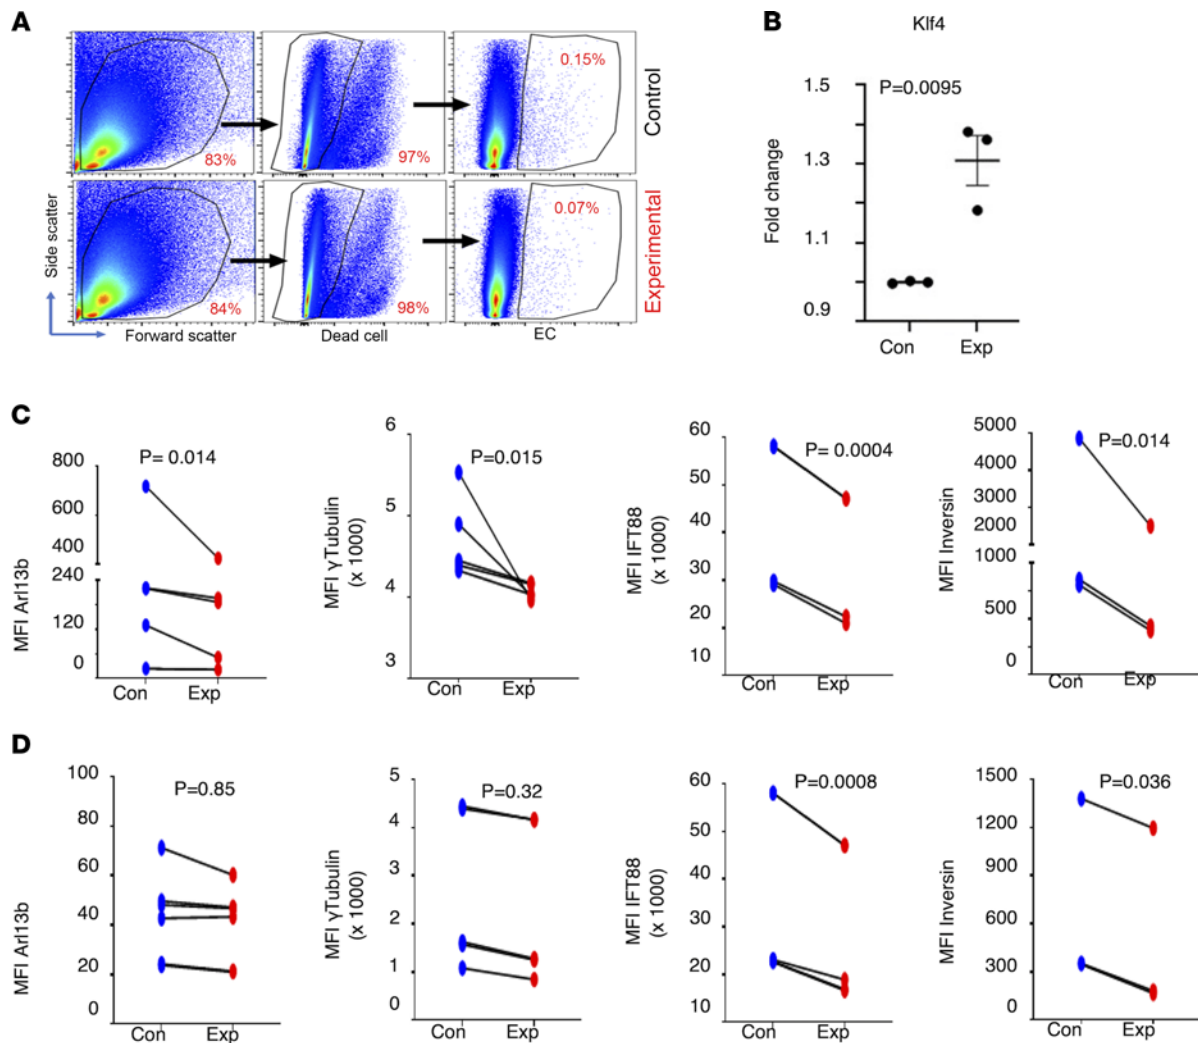 A
83%
97%
0.15%
Control
84%
98%
0.07%
Experimental
Side scatter
Forward scatter
Dead cell
EC
B
Klf4
P=0.0095
Fold change
1.5
1.3
1.1
0.9
Con
Exp
C
MFI Arl13b
P= 0.014
800
600
400
240
120
0
Con
Exp
MFI γTubulin
(x 1000)
P=0.015
6
5
4
3
Con
Exp
MFI IFT88
(x 1000)
P= 0.0004
60
50
40
30
20
10
Con
Exp
MFI Inversin
P=0.014
5000
4000
3000
2000
1000
500
0
Con
Exp
D
MFI Arl13b
P=0.85
100
80
60
40
20
0
Con
Exp
MFI γTubulin
(x 1000)
P=0.32
5
4
3
2
1
0
Con
Exp
MFI IFT88
(x 1000)
P=0.0008
60
50
40
30
20
10
Con
Exp
MFI Inversin
P=0.036
1500
1200
900
600
300
0
Con
Exp